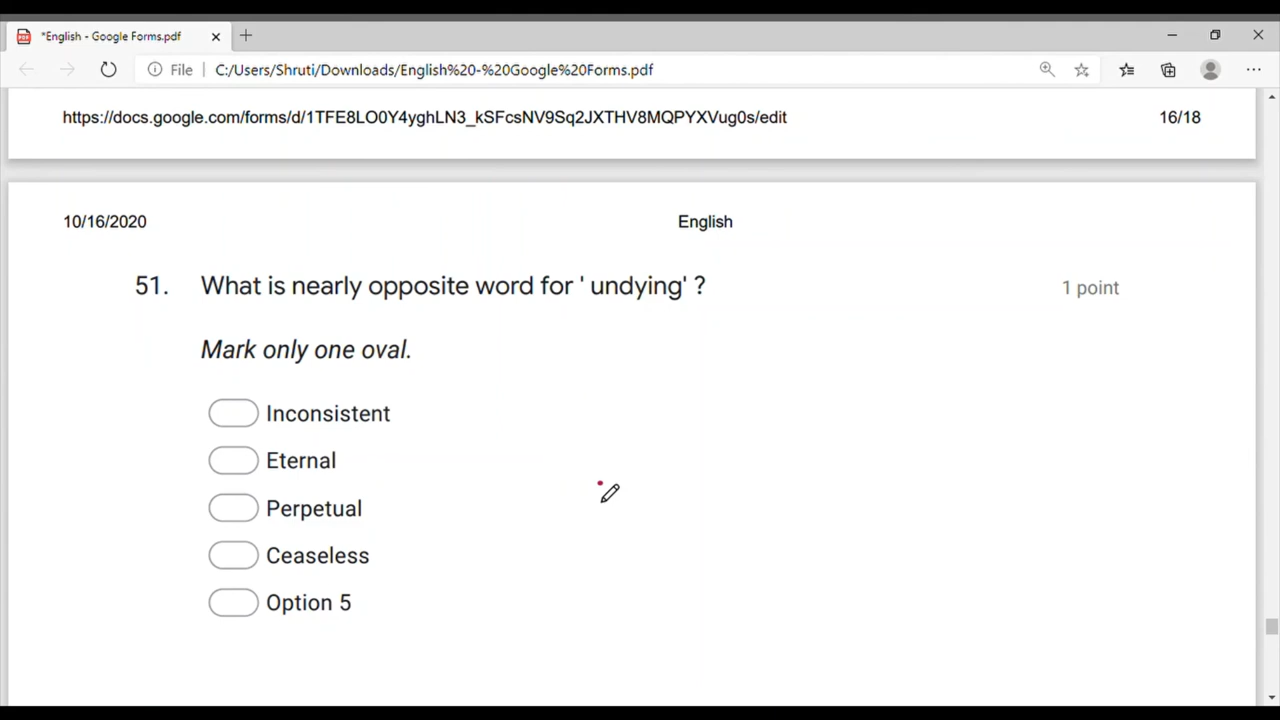 *English - Google Forms.pdf
File | C:/Users/Shruti/Downloads/English%20-%20Google%20Forms.pdf
https://docs.google.com/forms/d/1TFE8LO0Y4yghLN3_kSFcsNV9Sq2JXTHV8MQPYXVug0s/edit 16/18
10/16/2020 English
51. What is nearly opposite word for ' undying' ? 1 point
Mark only one oval.
Inconsistent
Eternal
Perpetual
Ceaseless
Option 5